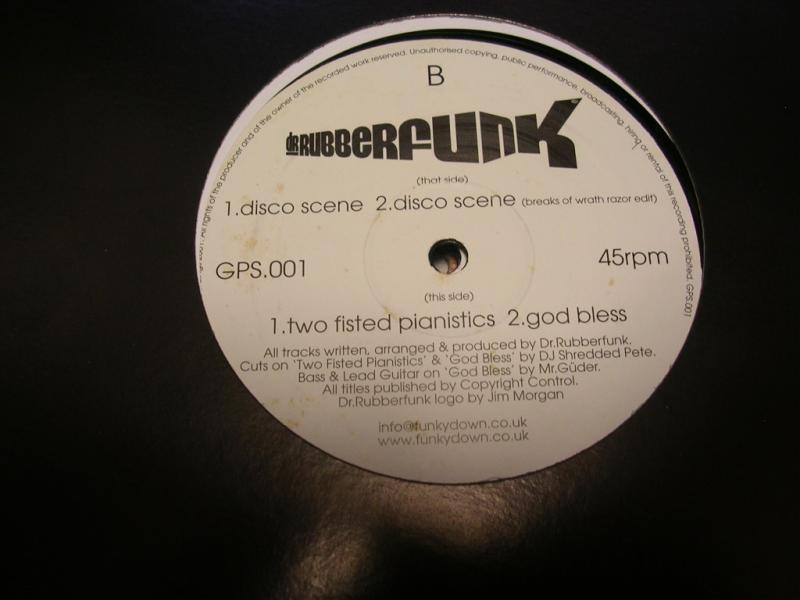 B
All rights of the producer and of the owner of the recorded work reserved. Unauthorised copying, public performance, broadcasting, hiring or rental of this recording prohibited. GPS.001
DR.RUBBERFUNK
(that side)
1.disco scene 2.disco scene (breaks of wrath razor edit)
GPS.001
45rpm
(this side)
1.two fisted pianistics 2.god bless
All tracks written, arranged & produced by Dr.Rubberfunk.
Cuts on 'Two Fisted Pianistics' & 'God Bless' by DJ Shredded Pete.
Bass & Lead Guitar on 'God Bless' by Mr.Güder.
All titles published by Copyright Control.
Dr.Rubberfunk logo by Jim Morgan
info@funkydown.co.uk
www.funkydown.co.uk